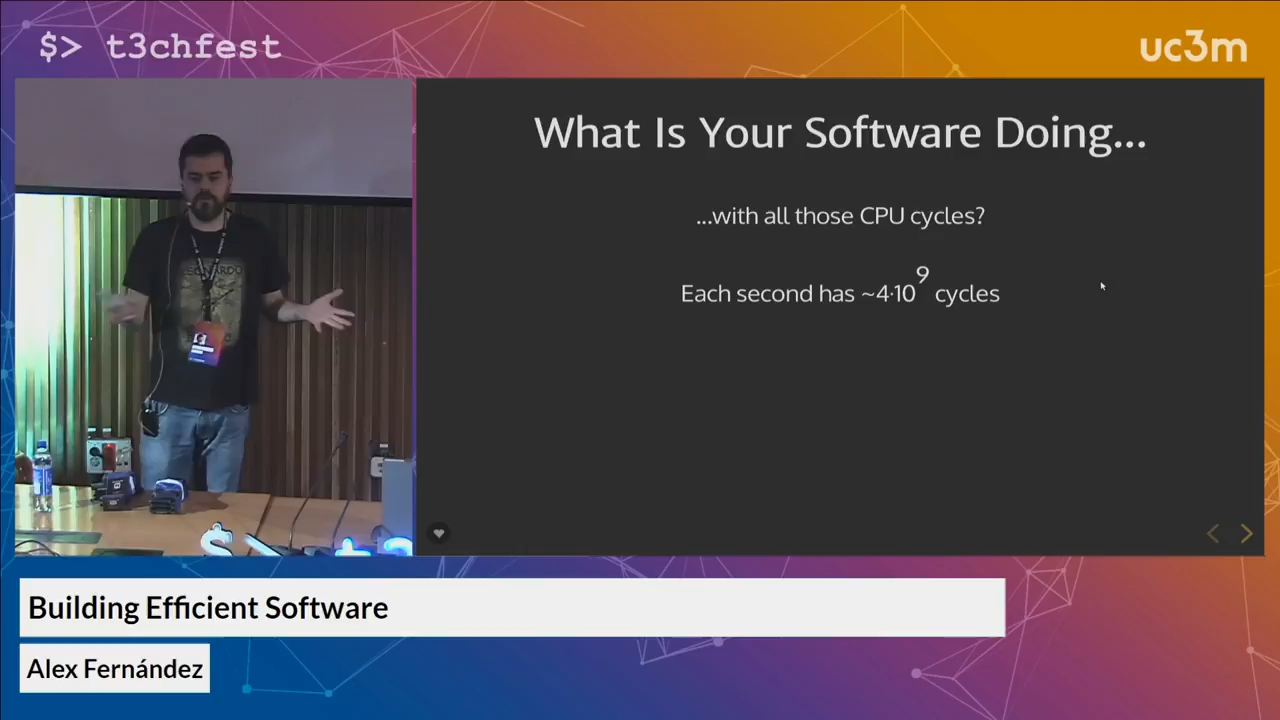 $> t3chfest
uc3m
What Is Your Software Doing...
...with all those CPU cycles?
Each second has ~4·10⁹ cycles
LEONARDO
$
Building Efficient Software
Alex Fernández